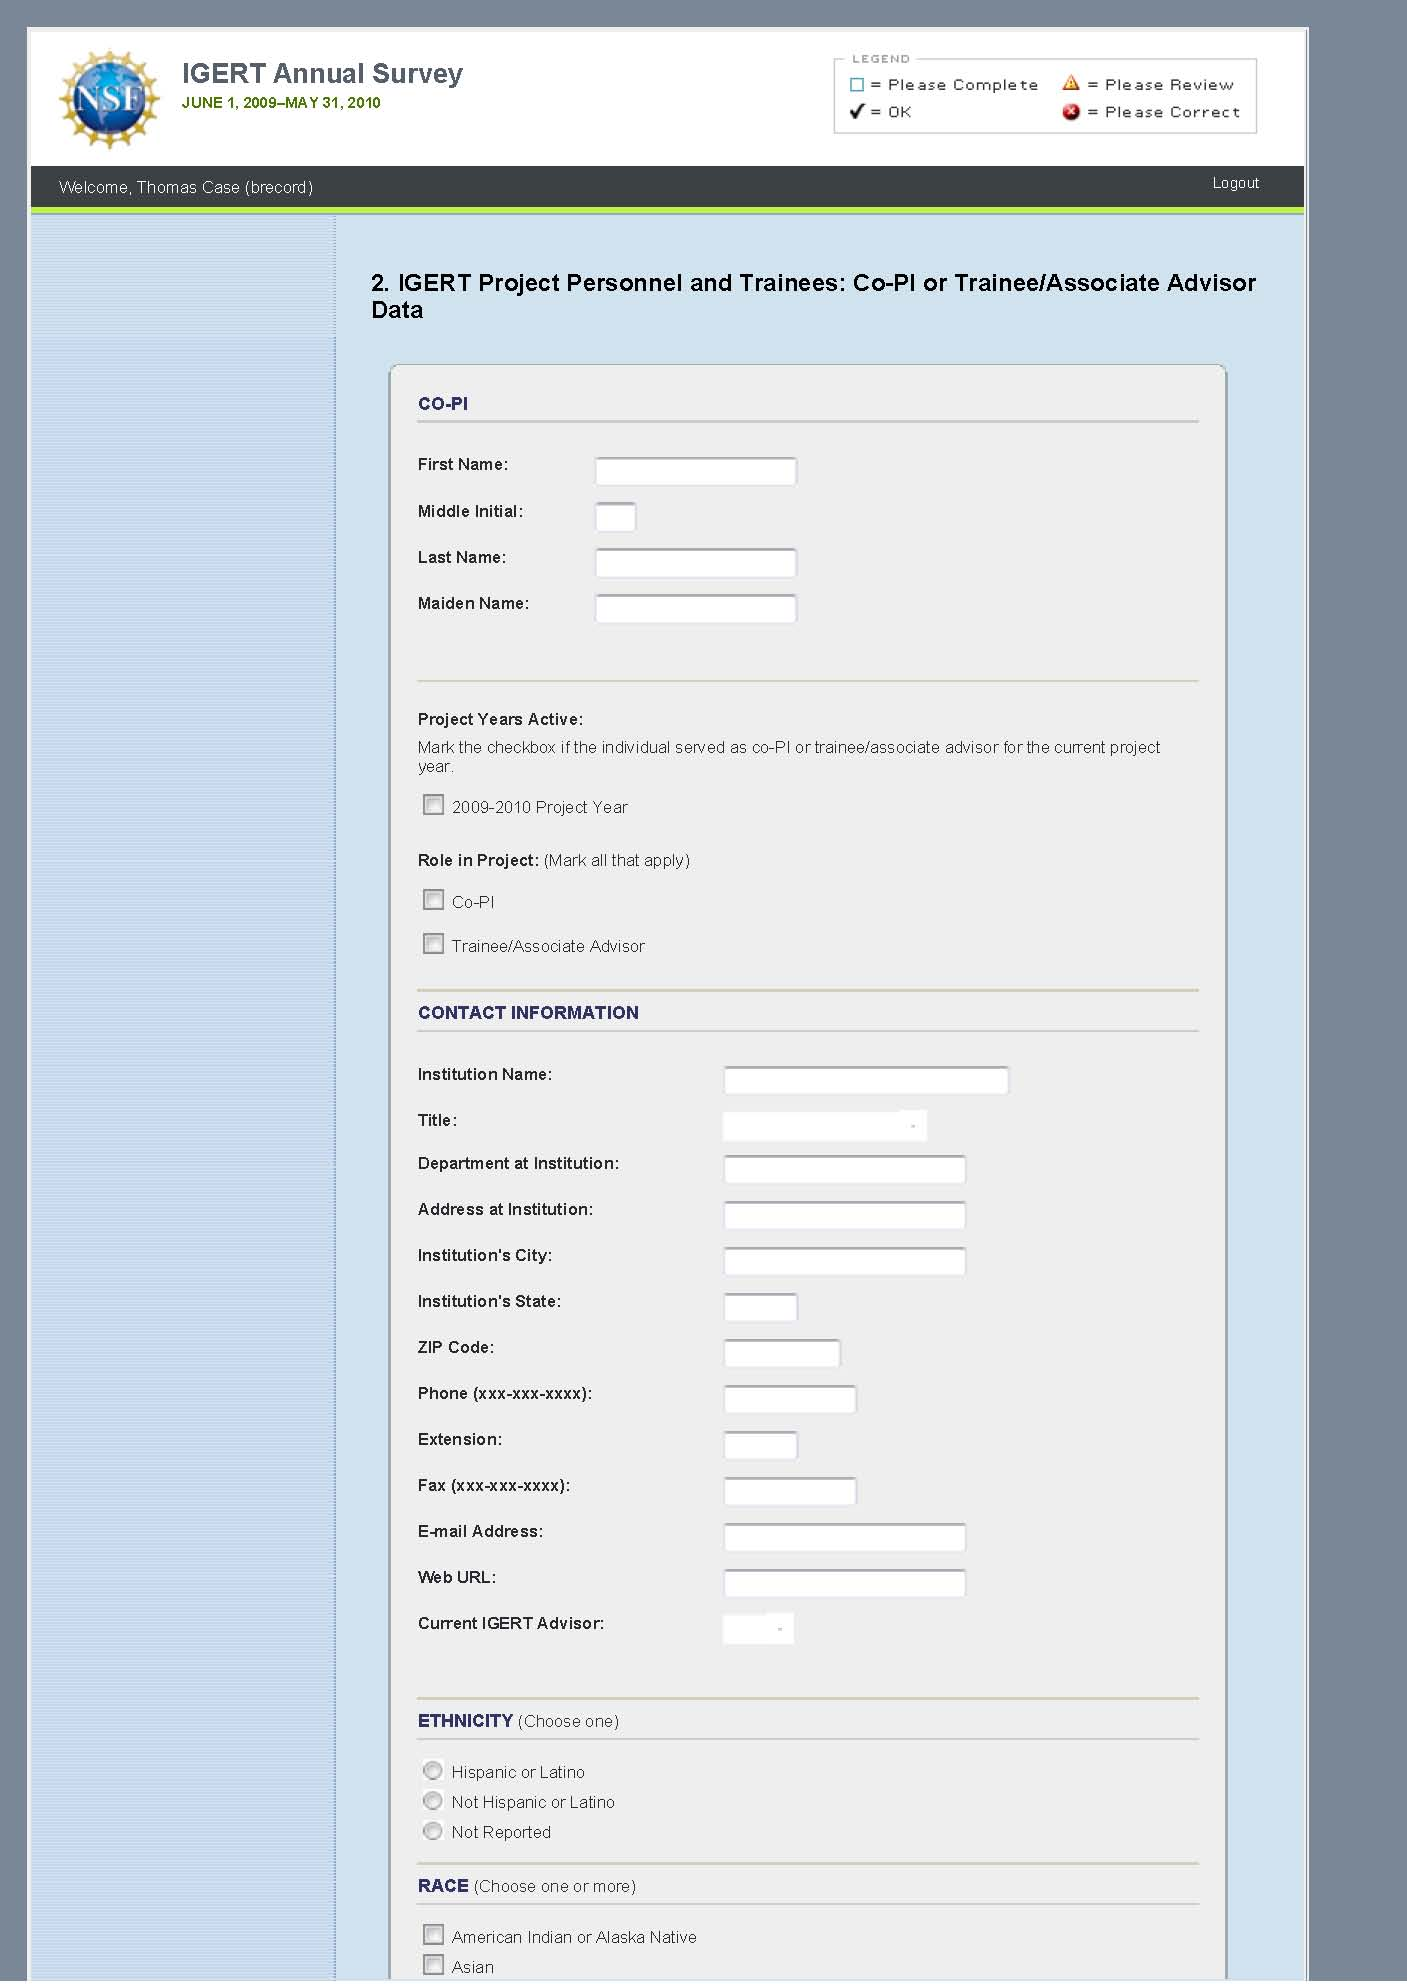 NSF
IGERT Annual Survey
JUNE 1, 2009–MAY 31, 2010
LEGEND
= Please Complete
= Please Review
= OK
= Please Correct
Welcome, Thomas Case (brecord)
Logout
2. IGERT Project Personnel and Trainees: Co-PI or Trainee/Associate Advisor
Data
CO-PI
First Name:
Middle Initial:
Last Name:
Maiden Name:
Project Years Active:
Mark the checkbox if the individual served as co-PI or trainee/associate advisor for the current project
year.
2009-2010 Project Year
Role in Project: (Mark all that apply)
Co-PI
Trainee/Associate Advisor
CONTACT INFORMATION
Institution Name:
Title:
Department at Institution:
Address at Institution:
Institution's City:
Institution's State:
ZIP Code:
Phone (xxx-xxx-xxxx):
Extension:
Fax (xxx-xxx-xxxx):
E-mail Address:
Web URL:
Current IGERT Advisor:
ETHNICITY (Choose one)
Hispanic or Latino
Not Hispanic or Latino
Not Reported
RACE (Choose one or more)
American Indian or Alaska Native
Asian